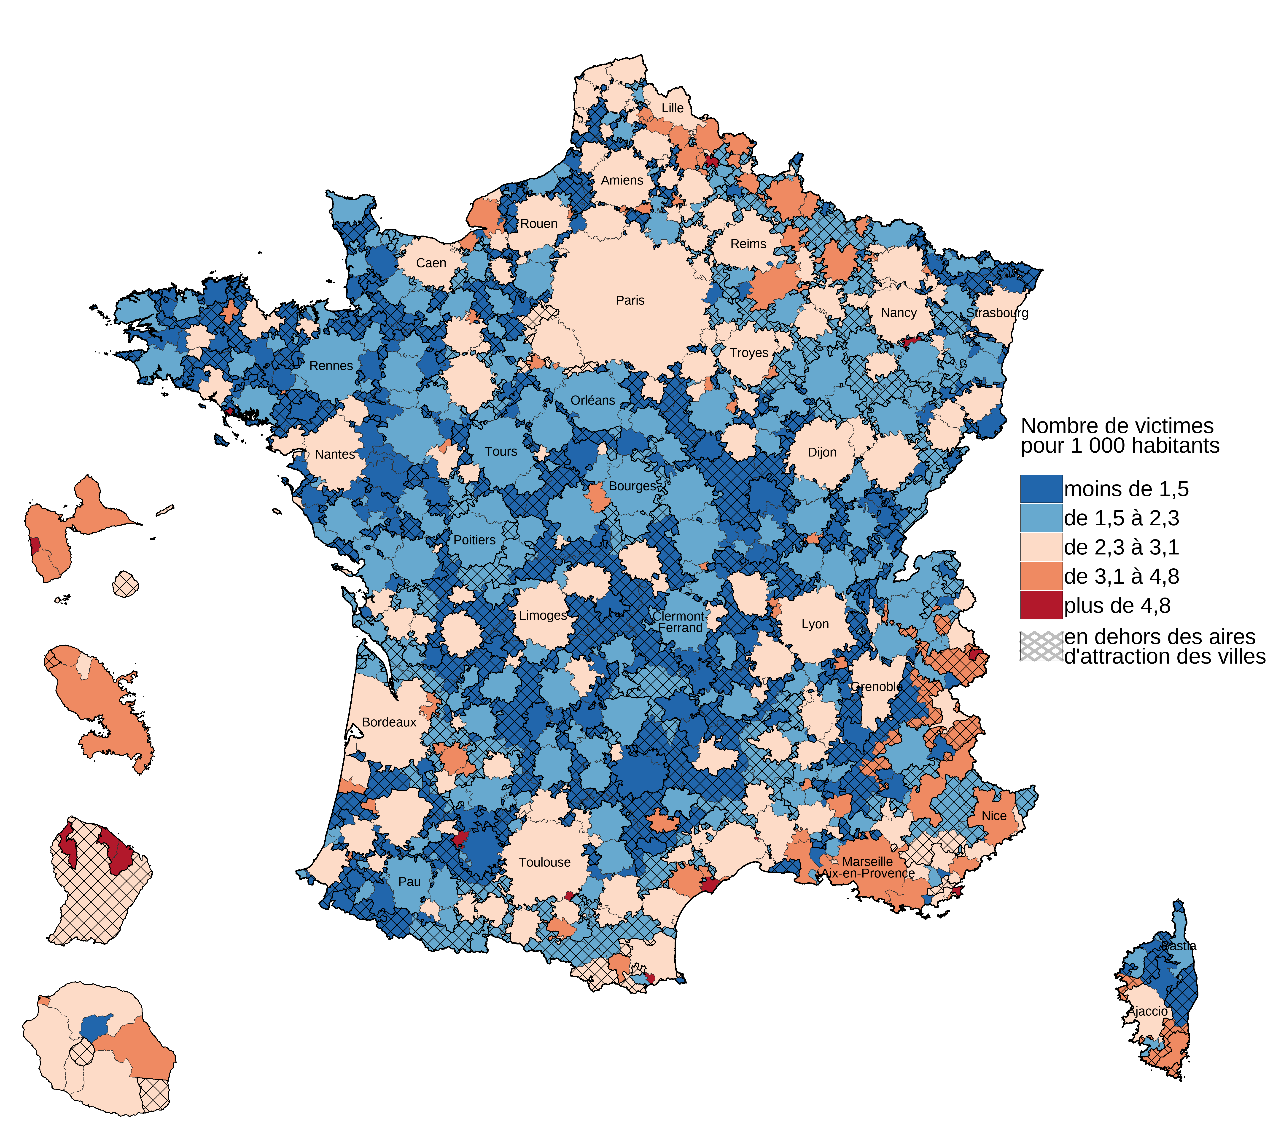 Lille
Amiens
Rouen
Reims
Caen
Paris
Nancy
Strasbourg
Troyes
Rennes
Orléans
Nantes
Tours
Dijon
Bourges
Poitiers
Limoges
Clermont-
Ferrand
Lyon
Grenoble
Bordeaux
Nice
Toulouse
Marseille
Aix-en-Provence
Pau
Bastia
Ajaccio
Nombre de victimes
pour 1 000 habitants
moins de 1,5
de 1,5 à 2,3
de 2,3 à 3,1
de 3,1 à 4,8
plus de 4,8
en dehors des aires
d'attraction des villes